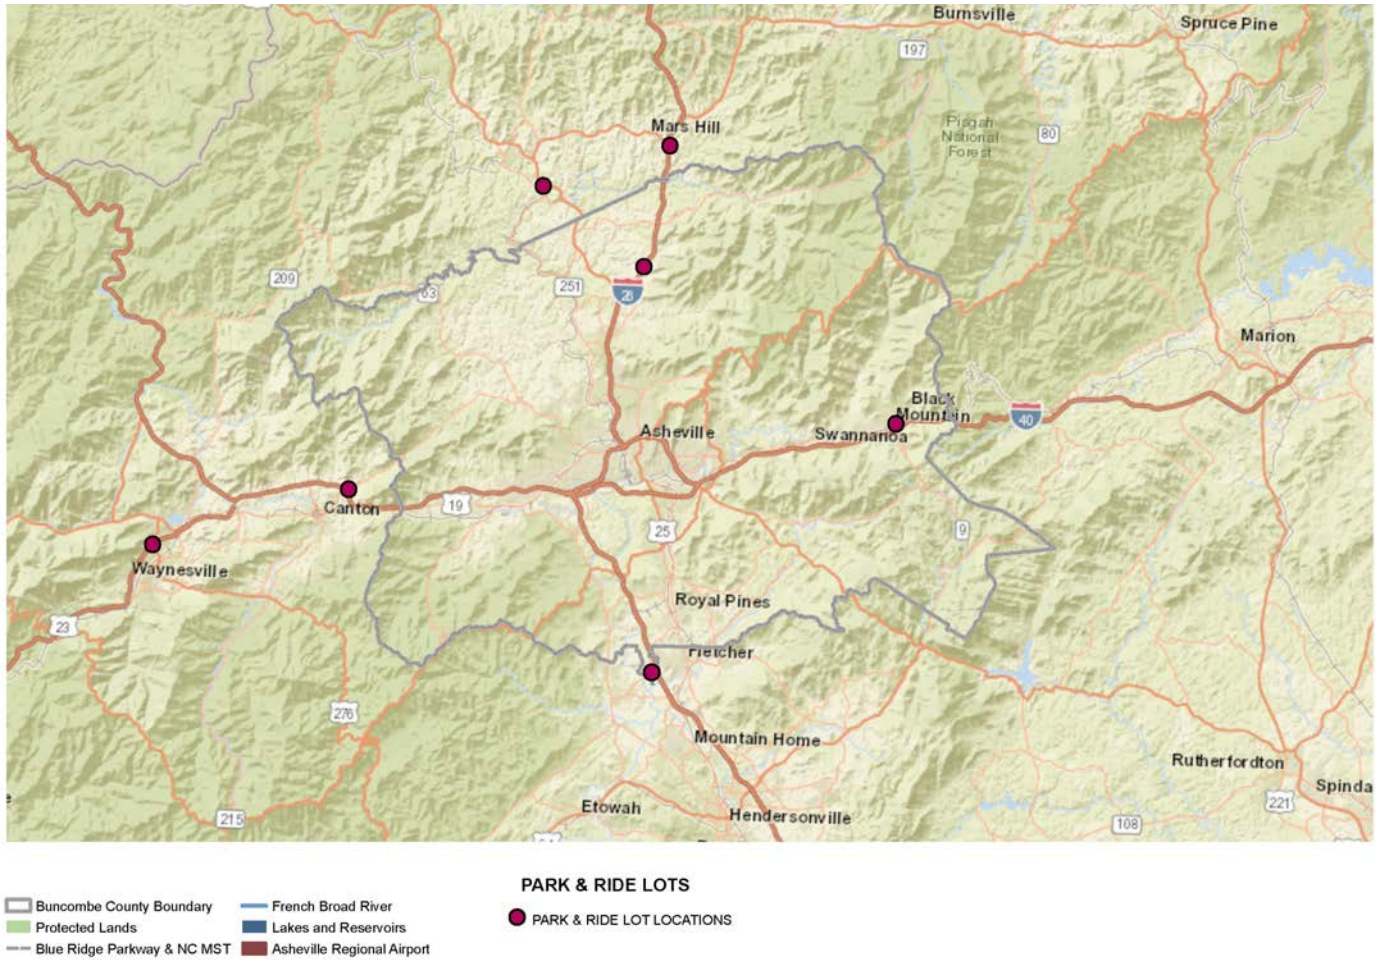 Burnsville
Spruce Pine
197
Mars Hill
Pisgah
National
Forest
80
209
63
251
26
Marion
Black
Mountain
40
Asheville
Swannanoa
Canton
19
25
9
Waynesville
Royal Pines
23
Fletcher
276
Mountain Home
Rutherfordton
Spinda
Etowah
Hendersonville
221
215
108
PARK & RIDE LOTS
Buncombe County Boundary
French Broad River
PARK & RIDE LOT LOCATIONS
Protected Lands
Lakes and Reservoirs
Blue Ridge Parkway & NC MST
Asheville Regional Airport